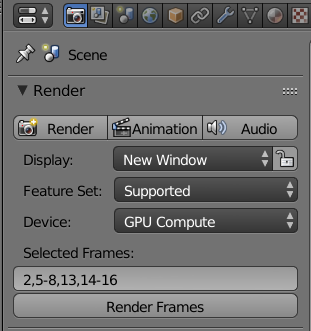 Scene
Render
Render Animation Audio
Display: New Window
Feature Set: Supported
Device: GPU Compute
Selected Frames:
2,5-8,13,14-16
Render Frames